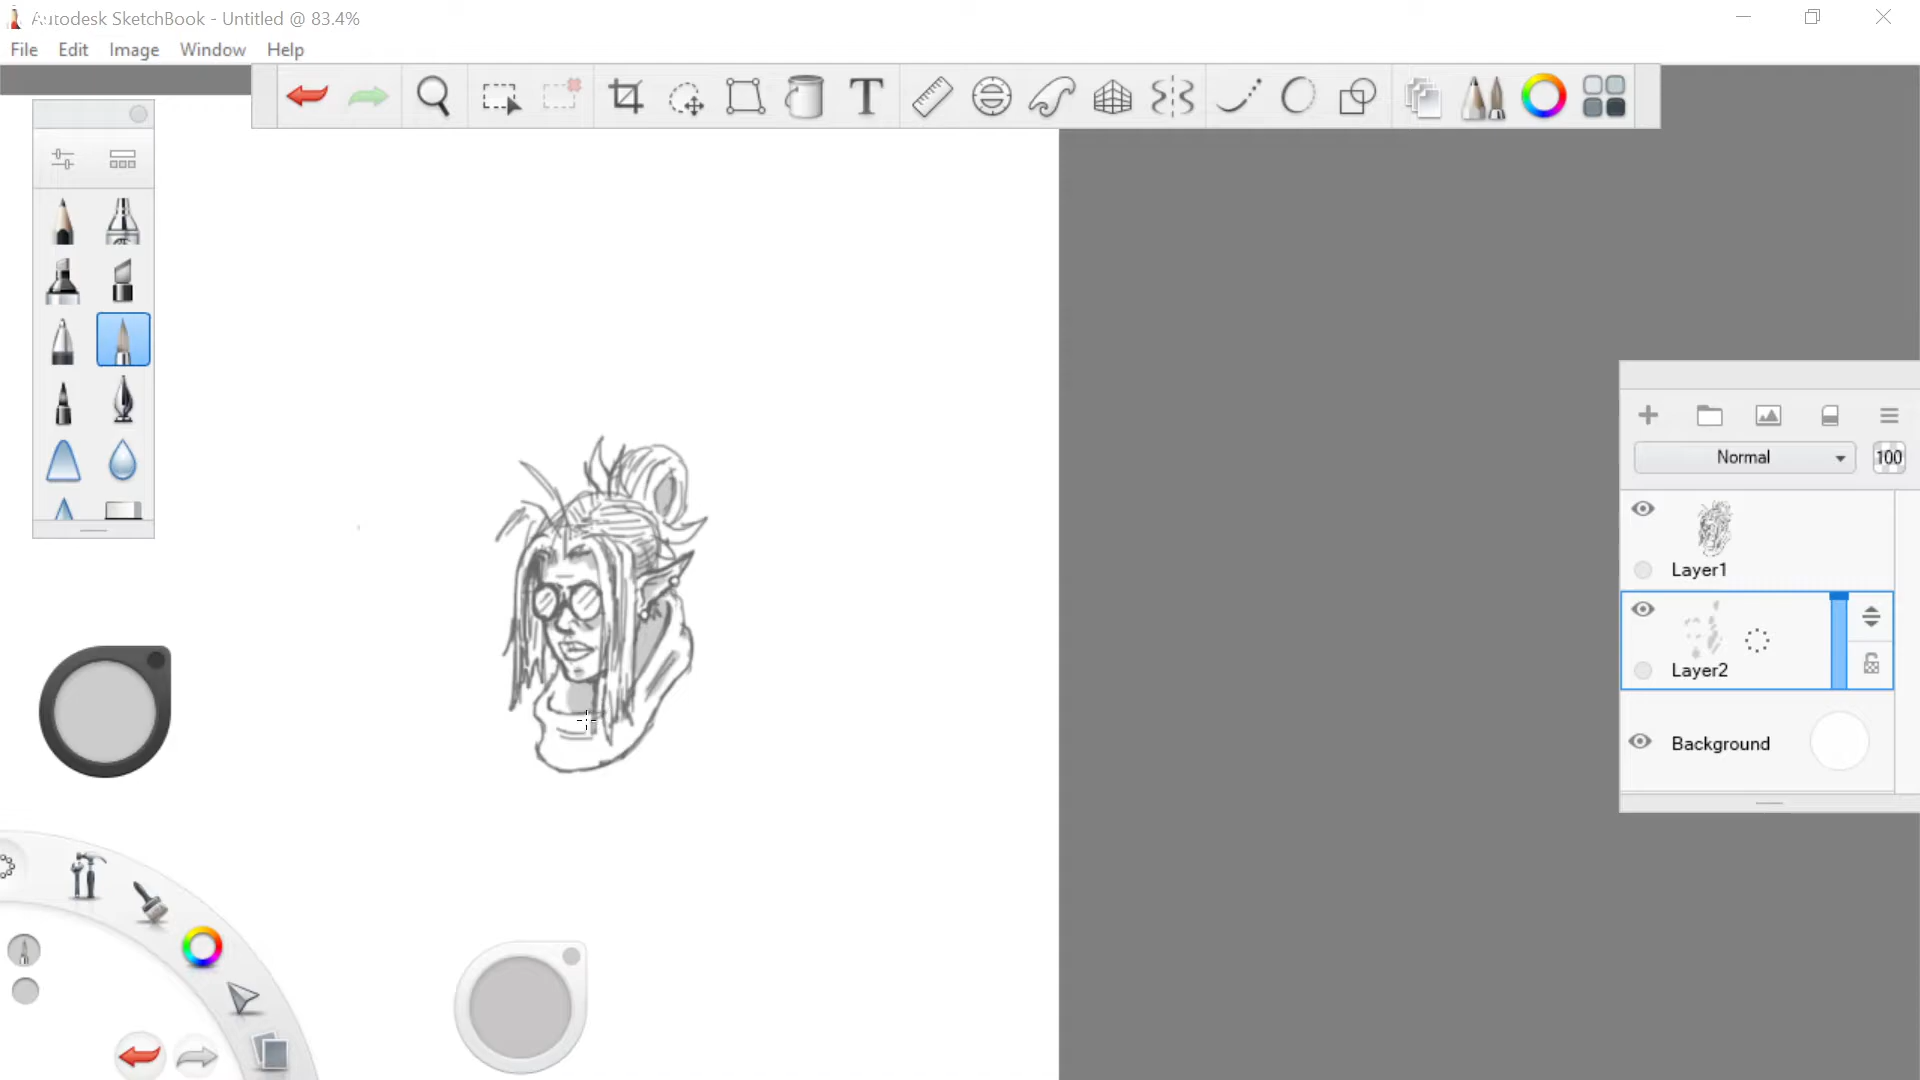 Autodesk SketchBook - Untitled @ 83.4%
File Edit Image Window Help
T
Normal 100
Layer1
Layer2
Background